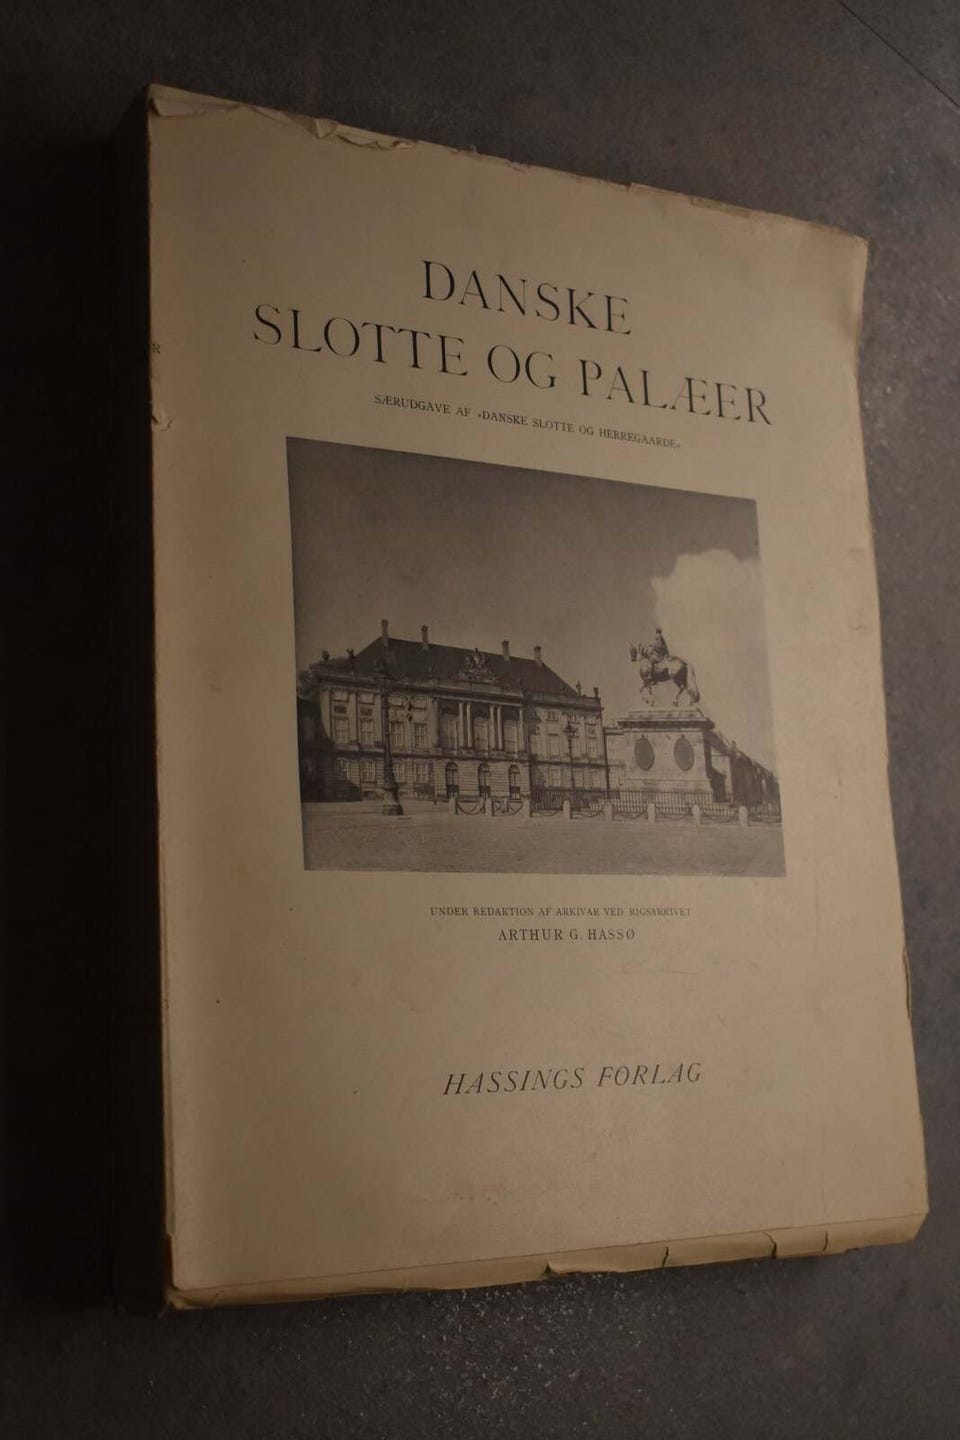 DANSKE
SLOTTE OG PALÆER
SÆRUDGAVE AF »DANSKE SLOTTE OG HERREGAARDE«
UNDER REDAKTION AF ARKIVAR VED RIGSARKIVET
ARTHUR G. HASSØ
HASSINGS FORLAG
R